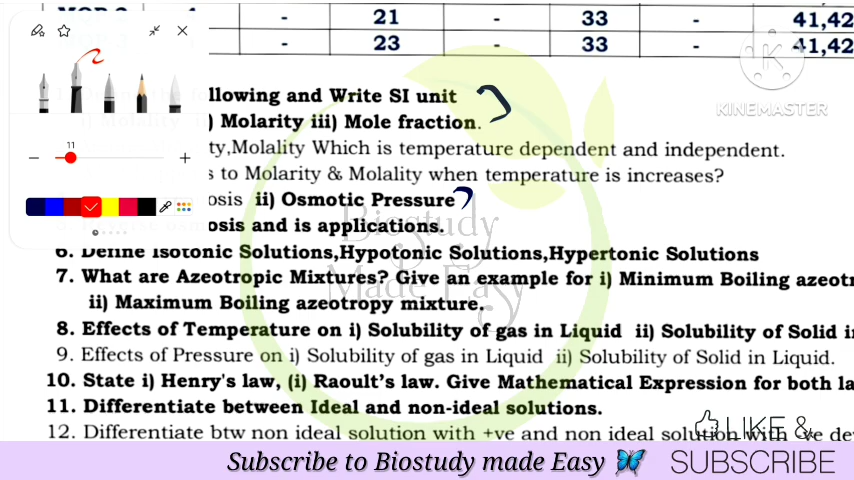 - 21 - 33 - 41,42
- 23 - 33 - 41,42
KINEMASTER
11
llowing and Write SI unit
) Molarity iii) Mole fraction.
ty,Molality Which is temperature dependent and independent.
s to Molarity & Molality when temperature is increases?
osis ii) Osmotic Pressure
osis and is applications.
6. Define Isotonic Solutions,Hypotonic Solutions,Hypertonic Solutions
7. What are Azeotropic Mixtures? Give an example for i) Minimum Boiling azeotr
ii) Maximum Boiling azeotropy mixture.
8. Effects of Temperature on i) Solubility of gas in Liquid ii) Solubility of Solid i
9. Effects of Pressure on i) Solubility of gas in Liquid ii) Solubility of Solid in Liquid.
10. State i) Henry's law, (i) Raoult's law. Give Mathematical Expression for both la
11. Differentiate between Ideal and non-ideal solutions.
12. Differentiate btw non ideal solution with +ve and non ideal solution with ve de
Biostudy
Made Easy
LIKE &
SUBSCRIBE
Subscribe to Biostudy made Easy